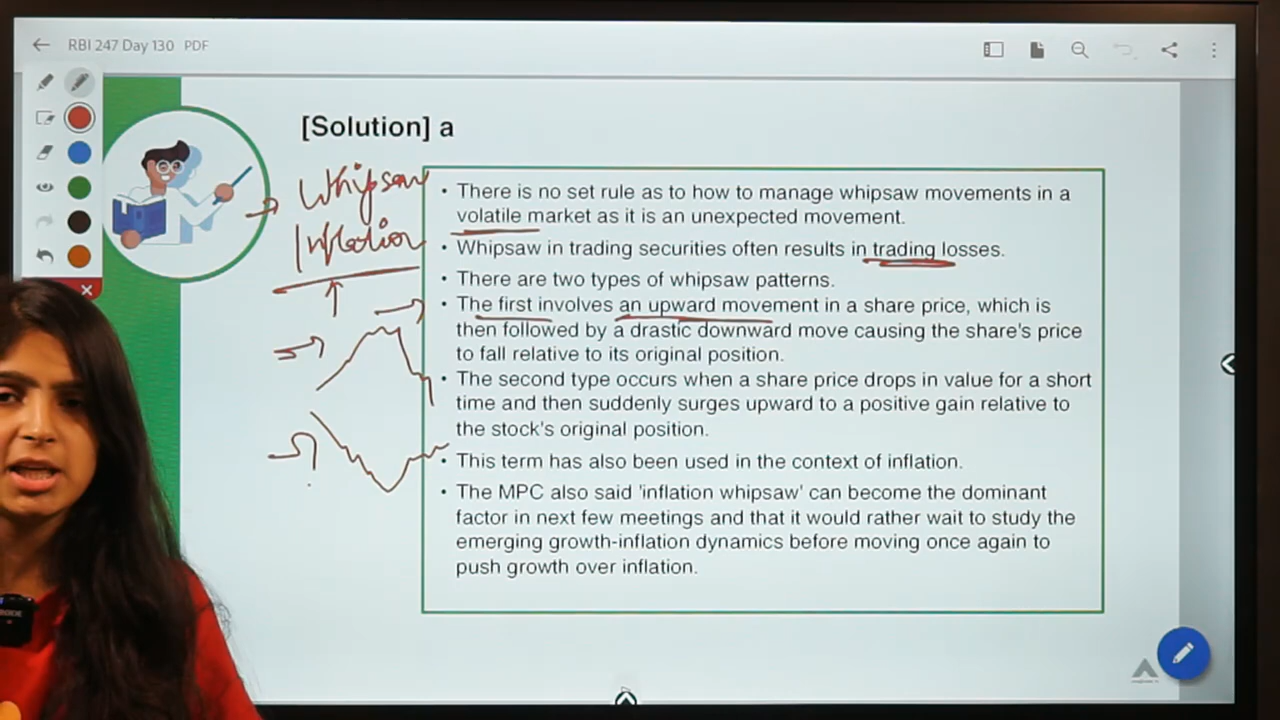 RBI 247 Day 130 PDF
[Solution] a
Whipsaw
Inflation
• There is no set rule as to how to manage whipsaw movements in a
volatile market as it is an unexpected movement.
• Whipsaw in trading securities often results in trading losses.
• There are two types of whipsaw patterns.
• The first involves an upward movement in a share price, which is
then followed by a drastic downward move causing the share's price
to fall relative to its original position.
• The second type occurs when a share price drops in value for a short
time and then suddenly surges upward to a positive gain relative to
the stock's original position.
• This term has also been used in the context of inflation.
• The MPC also said 'inflation whipsaw' can become the dominant
factor in next few meetings and that it would rather wait to study the
emerging growth-inflation dynamics before moving once again to
push growth over inflation.